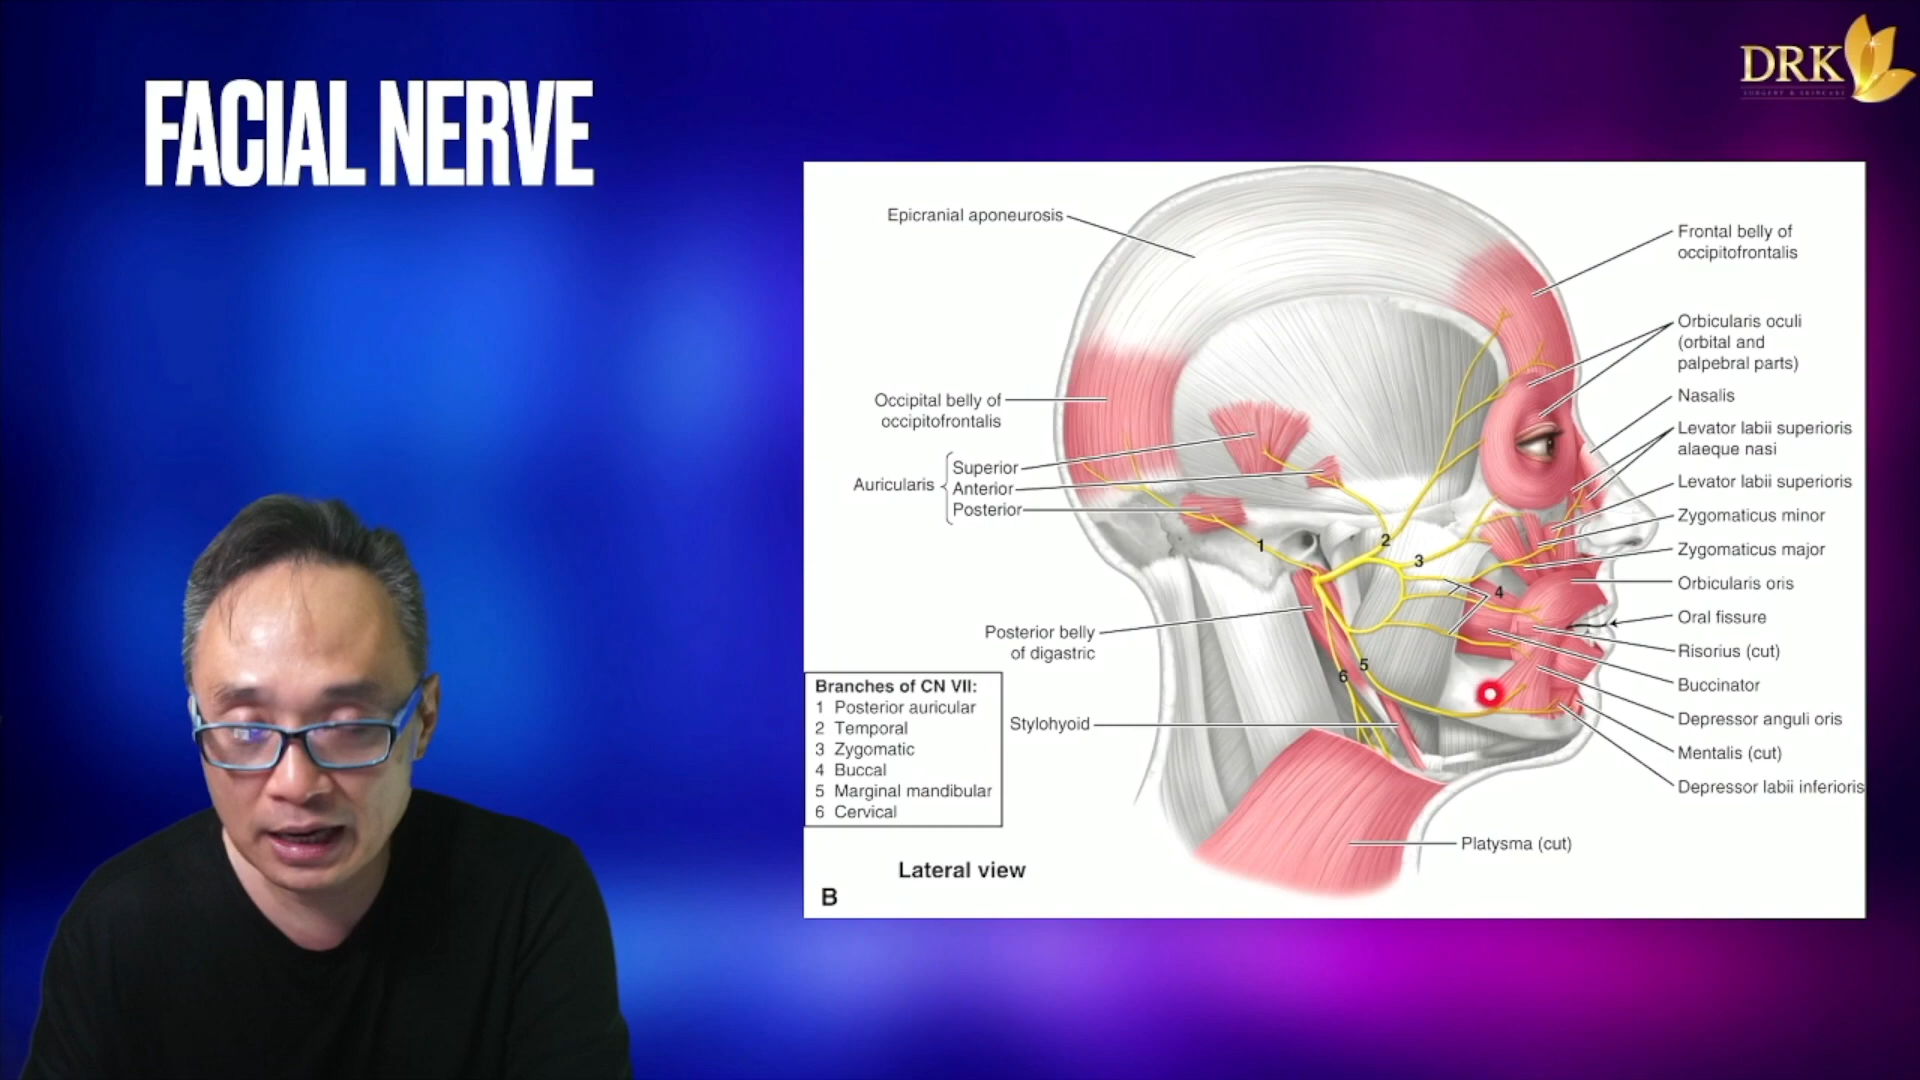 FACIAL NERVE
DRK
SURGERY & SKINCARE
Epicranial aponeurosis
Occipital belly of
occipitofrontalis
Auricularis
Superior
Anterior
Posterior
Posterior belly
of digastric
Stylohyoid
Branches of CN VII:
1 Posterior auricular
2 Temporal
3 Zygomatic
4 Buccal
5 Marginal mandibular
6 Cervical
Lateral view
B
1
2
3
4
5
6
Frontal belly of
occipitofrontalis
Orbicularis oculi
(orbital and
palpebral parts)
Nasalis
Levator labii superioris
alaeque nasi
Levator labii superioris
Zygomaticus minor
Zygomaticus major
Orbicularis oris
Oral fissure
Risorius (cut)
Buccinator
Depressor anguli oris
Mentalis (cut)
Depressor labii inferioris
Platysma (cut)